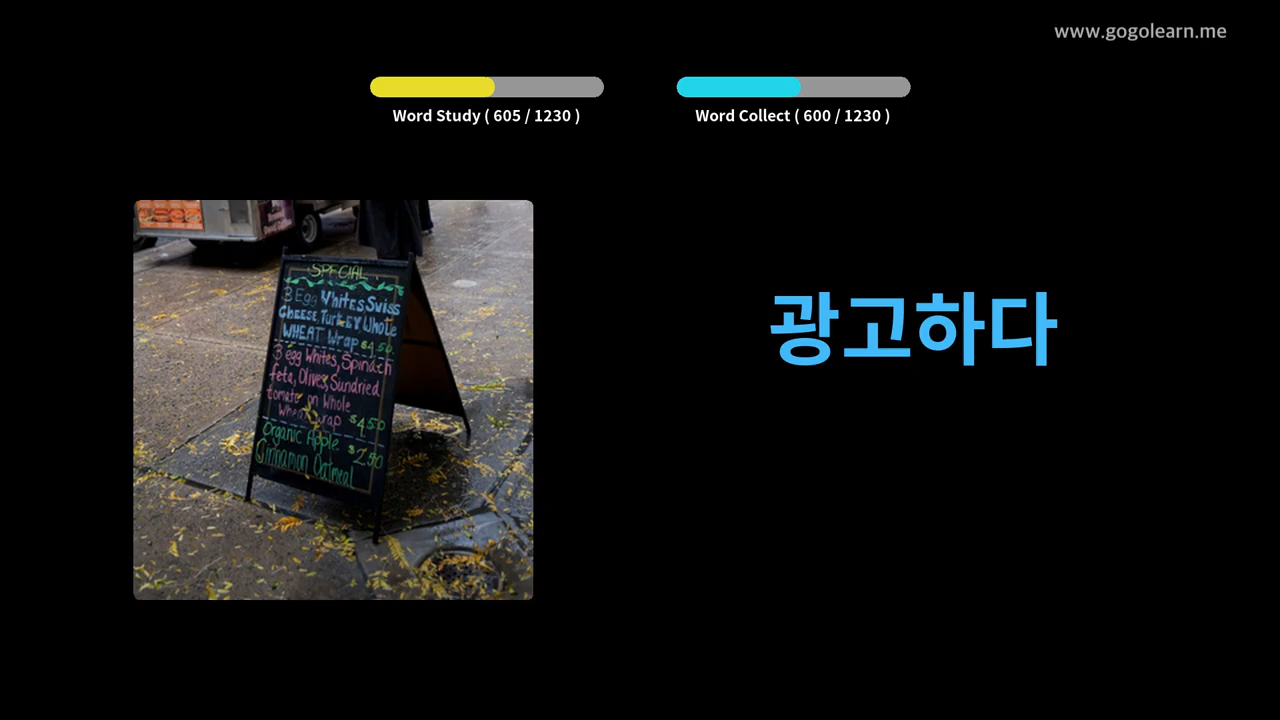 www.gogolearn.me
Word Study ( 605 / 1230 )
Word Collect ( 600 / 1230 )
SPECIAL
3 Egg Whites Swiss
Cheese, Turkey Whole
WHEAT Wrap $4.50
3 egg Whites, Spinach
feta, Olives, Sundried
tomato on Whole
Wheat Wrap $4.50
Organic Apple
Cinnamon Oatmeal $2.50
광고하다